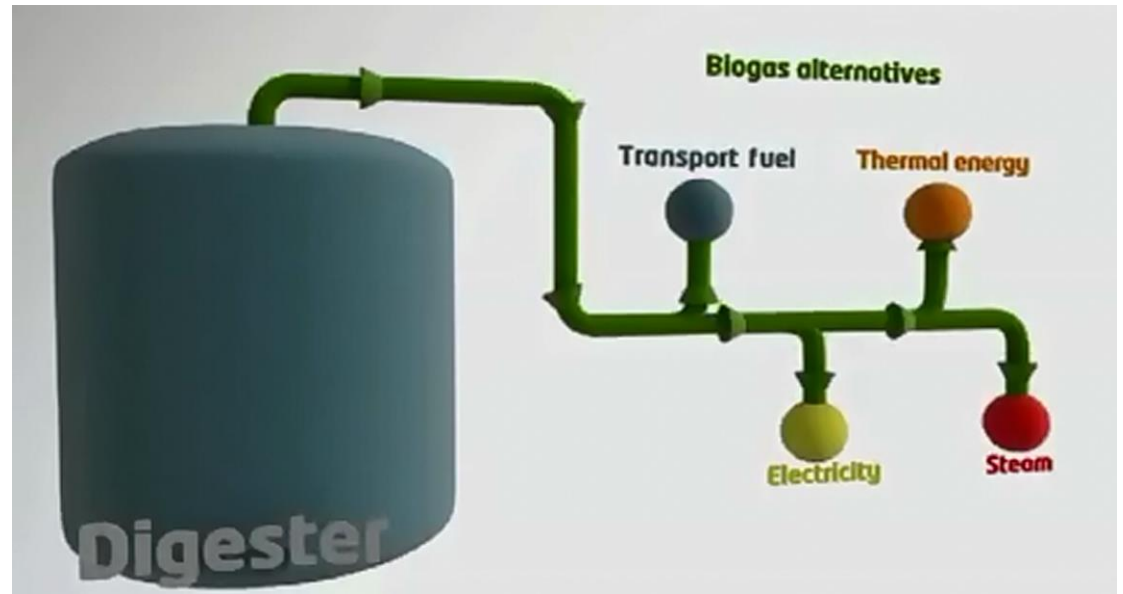 Biogas alternatives
Transport fuel
Thermal energy
Electricity
Steam
Digester